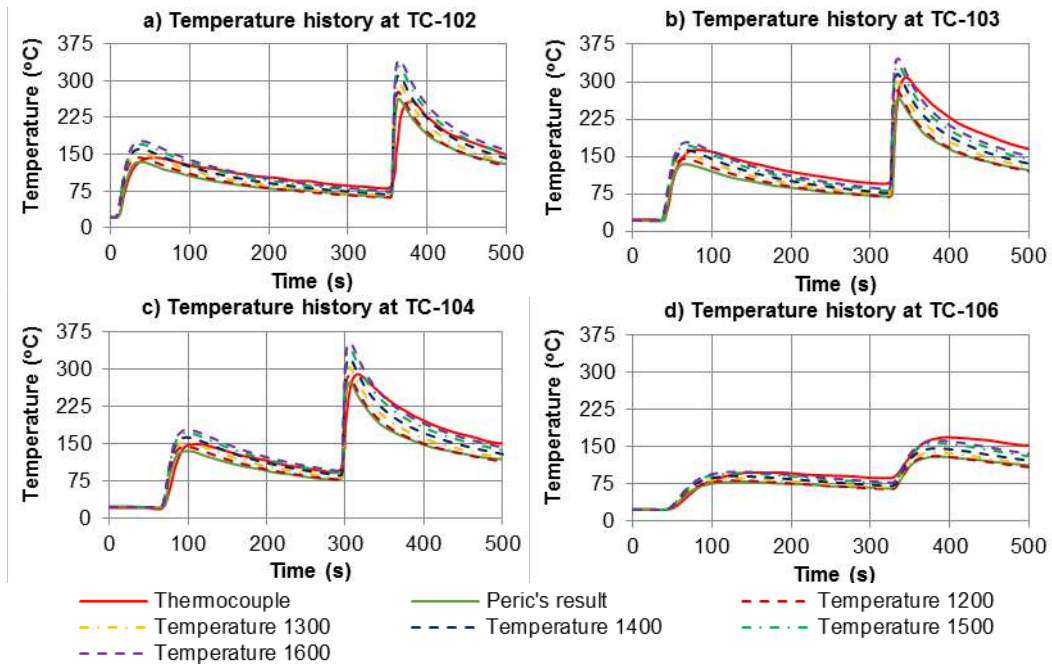 a) Temperature history at TC-102
Temperature (°C)
375
300
225
150
75
0
0 100 200 300 400 500
Time (s)
b) Temperature history at TC-103
Temperature (°C)
375
300
225
150
75
0
0 100 200 300 400 500
Time (s)
c) Temperature history at TC-104
Temperature (°C)
375
300
225
150
75
0
0 100 200 300 400 500
Time (s)
d) Temperature history at TC-106
Temperature (°C)
375
300
225
150
75
0
0 100 200 300 400 500
Time (s)
Thermocouple Peric's result Temperature 1200
Temperature 1300 Temperature 1400 Temperature 1500
Temperature 1600